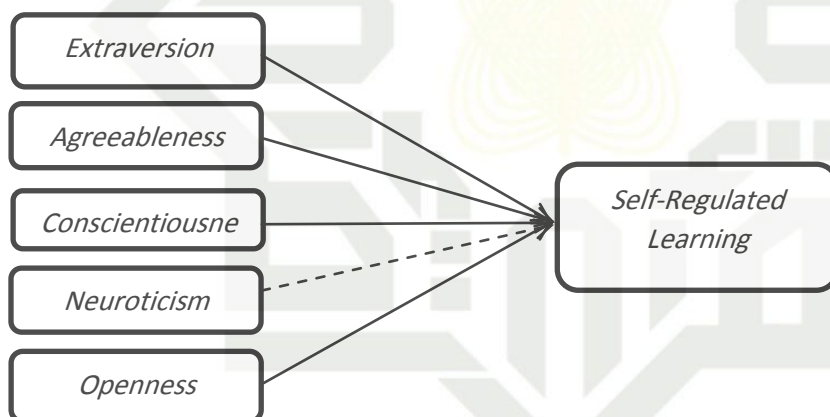 Extraversion
Agreeableness
Conscientiousne
Neuroticism
Openness
Self-Regulated
Learning